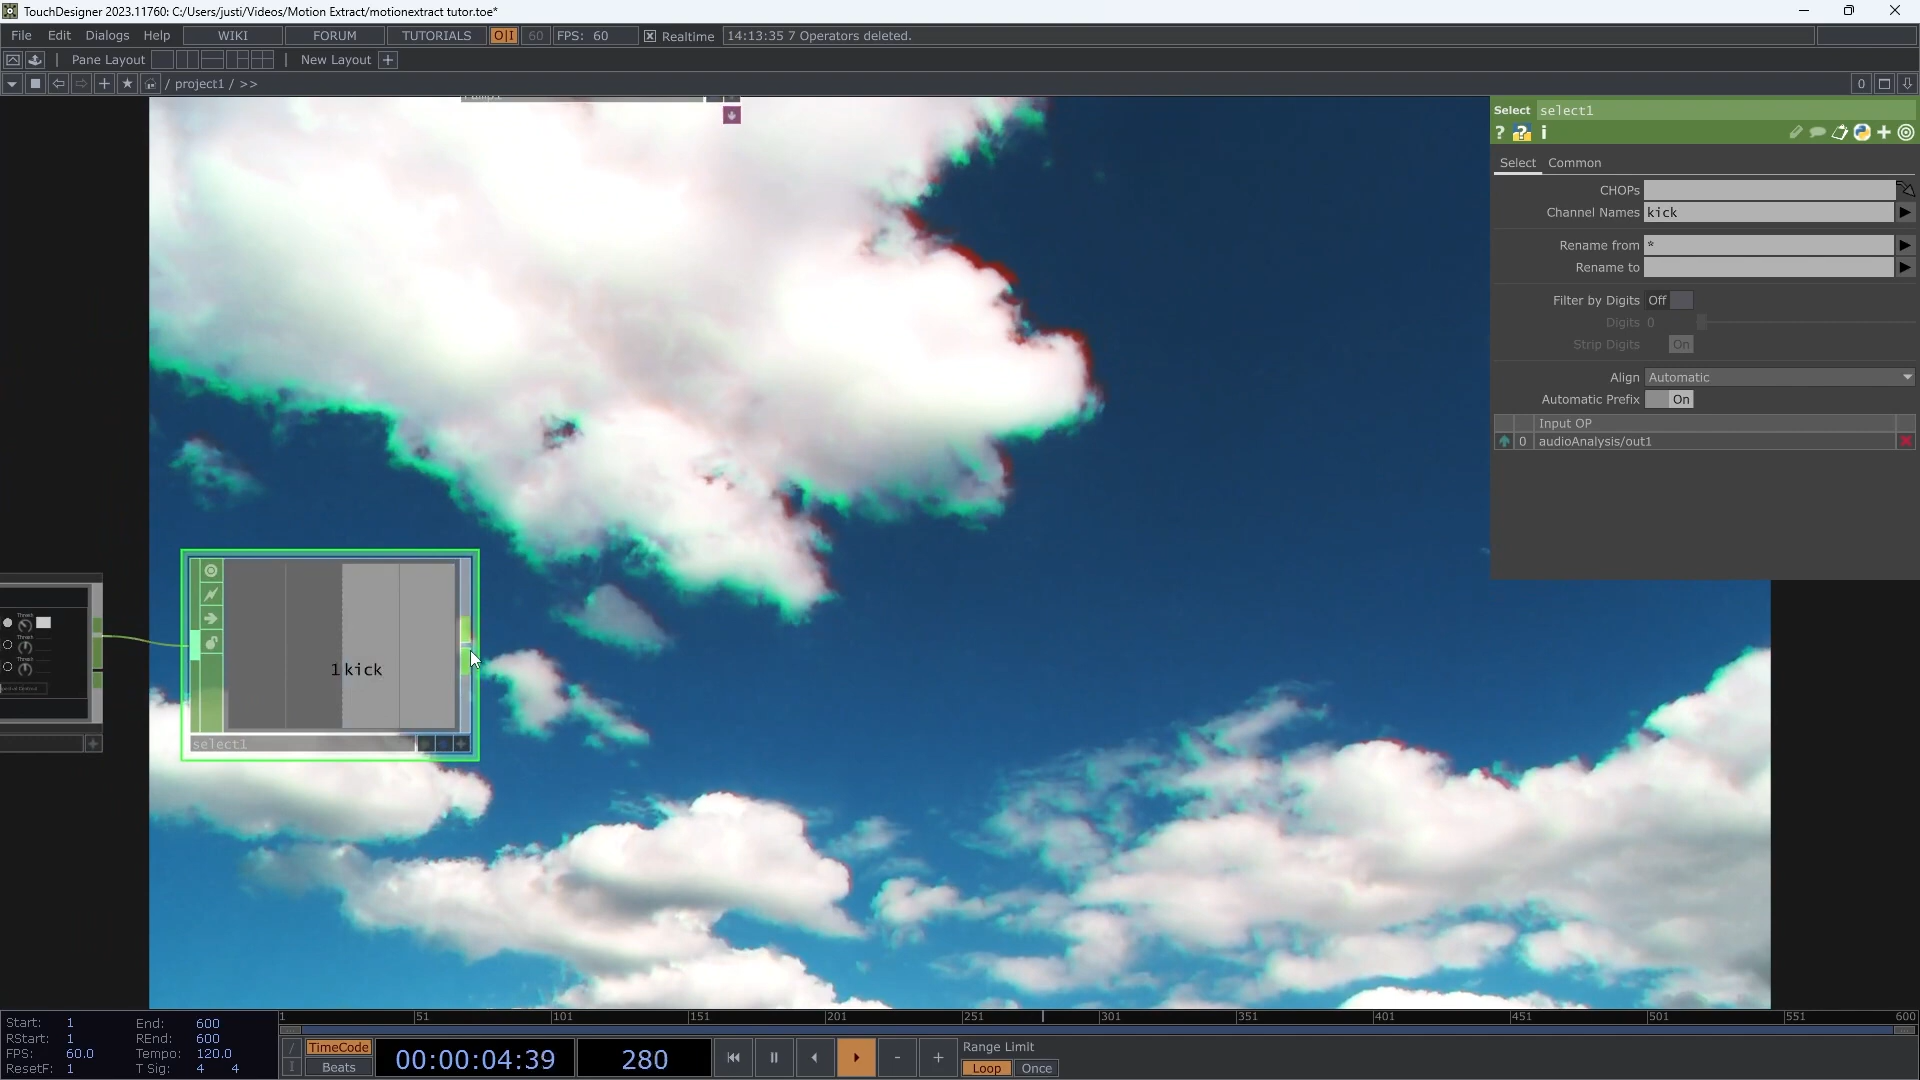 TouchDesigner 2023.11760: C:/Users/justi/Videos/Motion Extract/motionextract tutor.toe*
File Edit Dialogs Help WIKI FORUM TUTORIALS O|I 60 FPS: 60 Realtime 14:13:35 7 Operators deleted.
Pane Layout New Layout +
/ project1 / >> 0
Select select1
? ? i
Select Common
CHOPs
Channel Names kick
Rename from *
Rename to
Filter by Digits Off
Digits 0
Strip Digits On
Align Automatic
Automatic Prefix On
Input OP
0 audioAnalysis/out1
Thresh
Thresh
Thresh
1 kick
select1
1 51 101 151 201 251 301 351 401 451 501 551 600
Start: 1 End: 600
RStart: 1 REnd: 600
FPS: 60.0 Tempo: 120.0
ResetF: 1 T Sig: 4 4
TimeCode
Beats
00:00:04:39 280
Range Limit
Loop Once